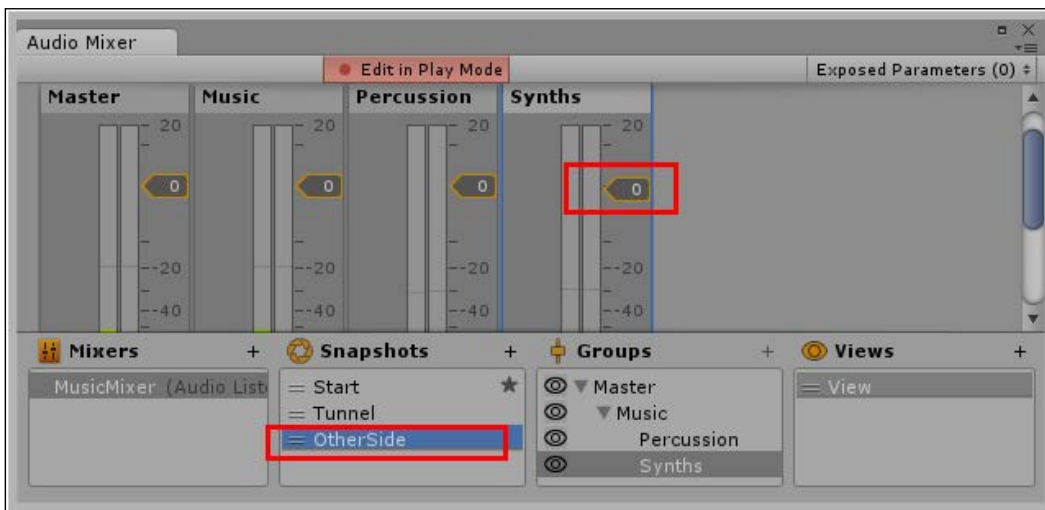 Audio Mixer
Edit in Play Mode
Exposed Parameters (0)
Master Music Percussion Synths
20 20 20 20
0 0 0 0
--20 --20 --20 --20
--40 --40 --40 --40
Mixers + Snapshots + Groups + Views +
MusicMixer (Audio List
Start
Tunnel
OtherSide
Master
Music
Percussion
Synths
View